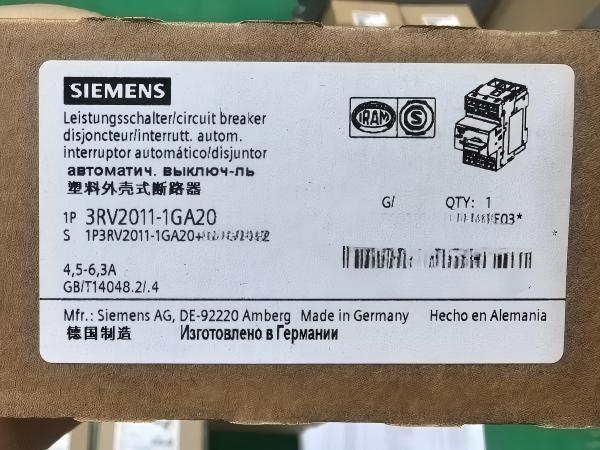 SIEMENS
Leistungsschalter/circuit breaker
disjoncteur/interrutt. autom.
interruptor automático/disjuntor
автоматич. выключ-ль
塑料外壳式断路器
IRAM S
1P 3RV2011-1GA20
S 1P3RV2011-1GA20+
G/ QTY: 1
E03*
4,5-6,3A
GB/T14048.2/.4
Mfr.: Siemens AG, DE-92220 Amberg Made in Germany Hecho en Alemania
德国制造 Изготовлено в Германии